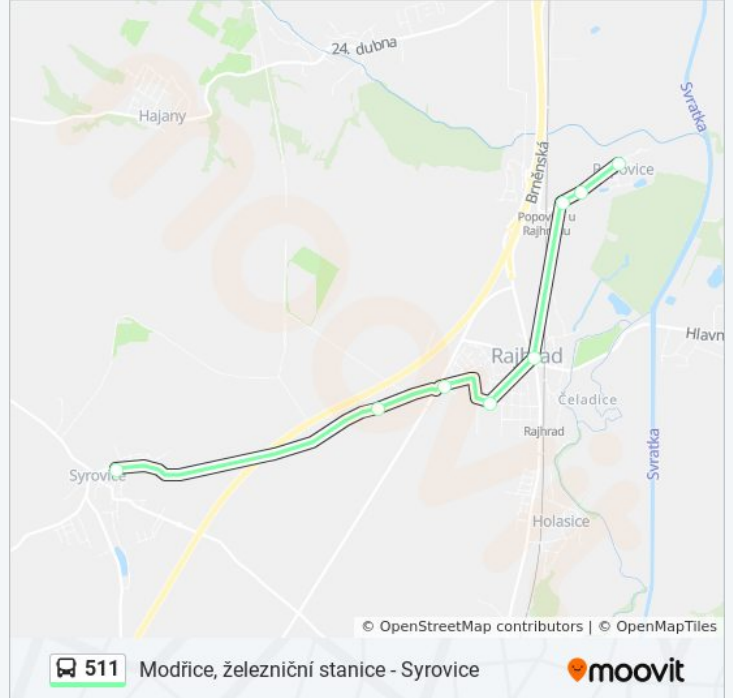 24. dubna
Hajany
Svratka
Brněnská
Popovice u
Rajhradu
Rajhrad
Hlavn
Čeladice
Rajhrad
Svratka
Syrovice
Holasice
moovit
© OpenStreetMap contributors | © OpenMapTiles
511 Modřice, železniční stanice - Syrovice
moovit